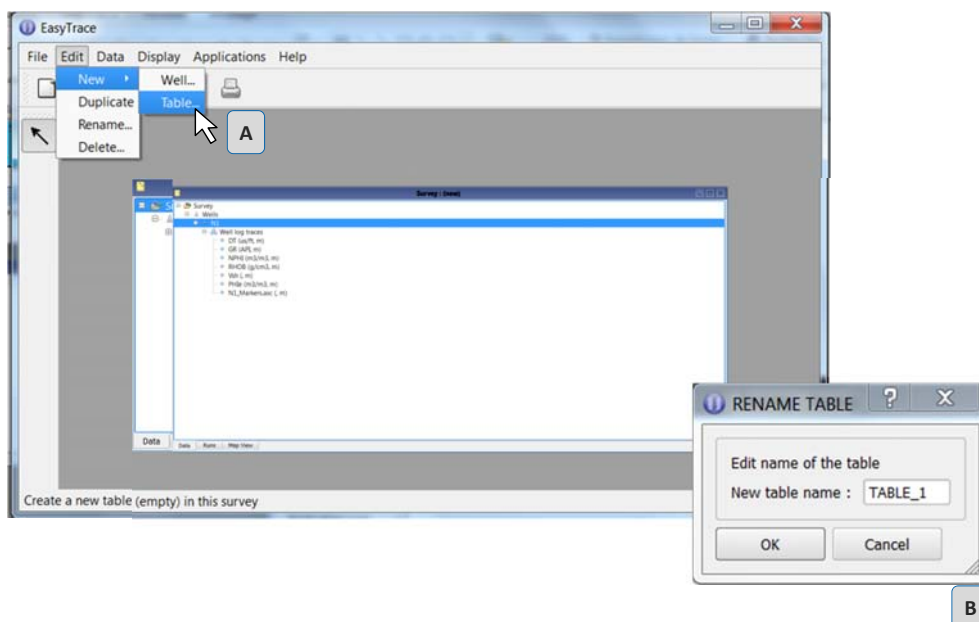 EasyTrace
File Edit Data Display Applications Help
New Well...
Duplicate Table...
Rename...
Delete...
A
Survey : (new)
Survey
Wells
N1
Well log traces
DT (us/ft, m)
GR (API, m)
NPHI (m3/m3, m)
RHOB (g/cm3, m)
PHIe (m3/m3, m)
N1_Markers.asc (, m)
Data
Data Runs Map View
Create a new table (empty) in this survey
RENAME TABLE
Edit name of the table
New table name : TABLE_1
OK Cancel
B